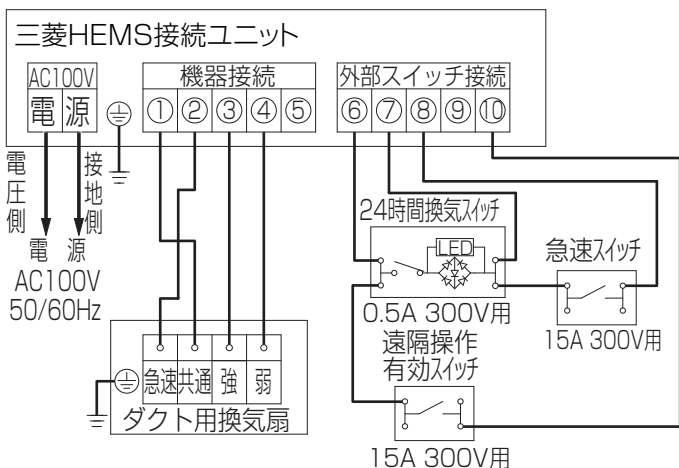 三菱HEMS接続ユニット
AC100V
電 源
機器接続
① ② ③ ④ ⑤
外部スイッチ接続
⑥ ⑦ ⑧ ⑨ ⑩
電圧側
接地側
電 源
AC100V
50/60Hz
24時間換気スイッチ
LED
0.5A 300V用
急速スイッチ
15A 300V用
遠隔操作
有効スイッチ
15A 300V用
急速 共通 強 弱
ダクト用換気扇